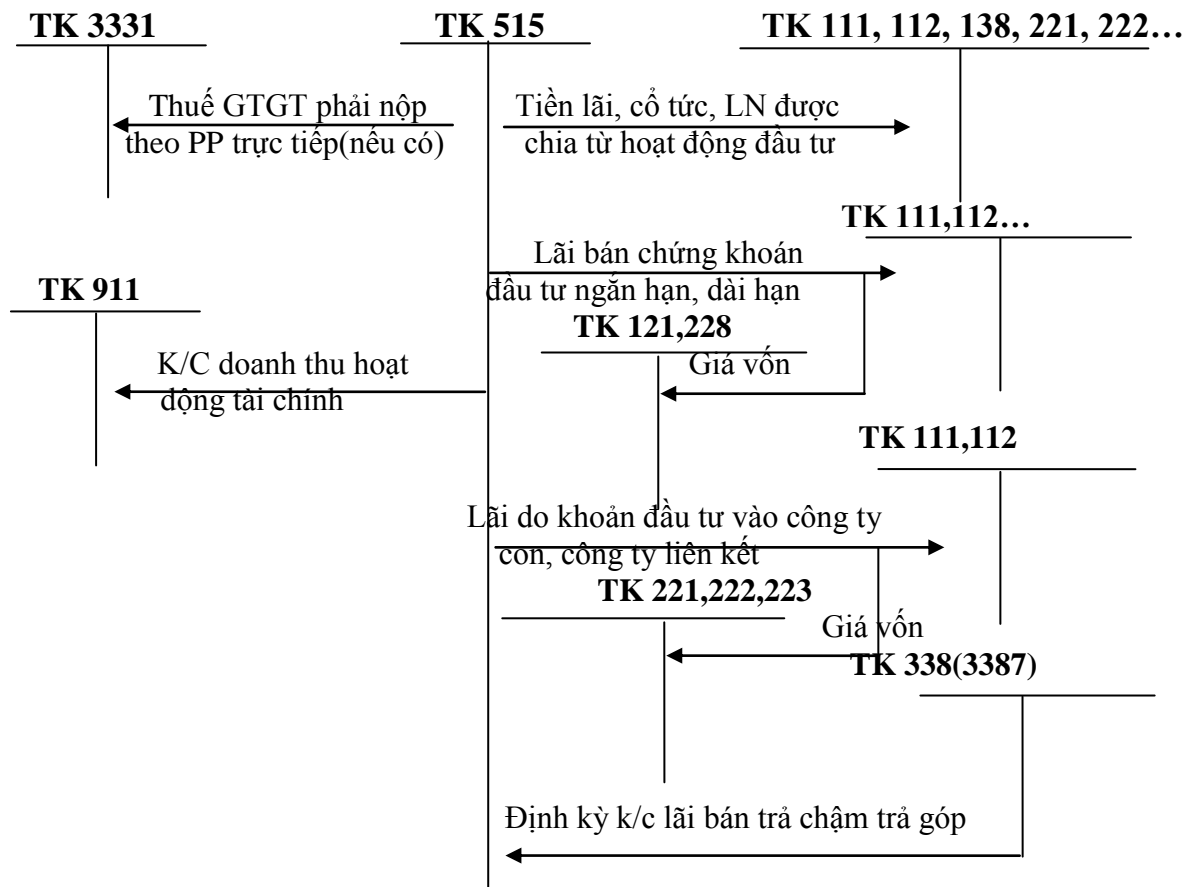 TK 3331 TK 515 TK 111, 112, 138, 221, 222…
Thuế GTGT phải nộp
theo PP trực tiếp(nếu có)
Tiền lãi, cổ tức, LN được
chia từ hoạt động đầu tư
TK 111,112…
Lãi bán chứng khoán
đầu tư ngắn hạn, dài hạn
TK 911
TK 121,228
Giá vốn
K/C doanh thu hoạt
động tài chính
TK 111,112
Lãi do khoản đầu tư vào công ty
con, công ty liên kết
TK 221,222,223
Giá vốn
TK 338(3387)
Định kỳ k/c lãi bán trả chậm trả góp